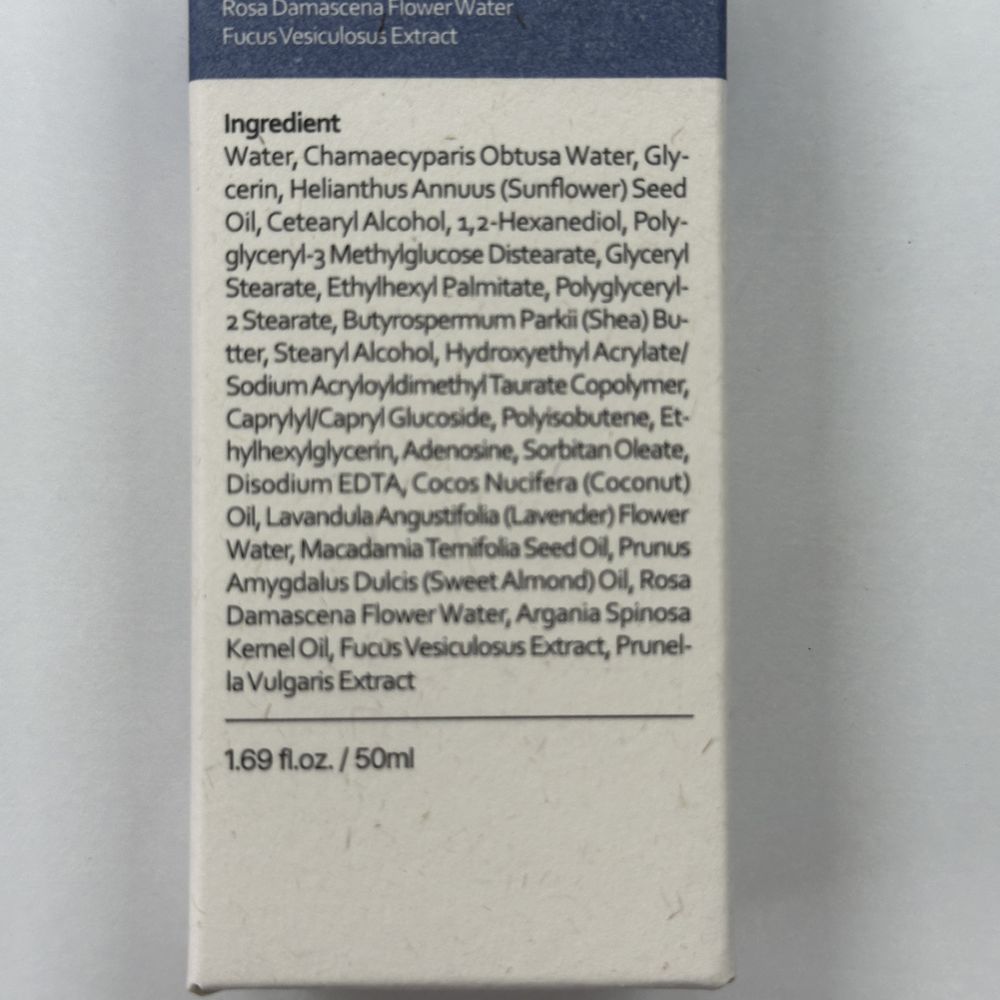 Rosa Damascena Flower Water
Fucus Vesiculosus Extract
Ingredient
Water, Chamaecyparis Obtusa Water, Gly-
cerin, Helianthus Annuus (Sunflower) Seed
Oil, Cetearyl Alcohol, 1,2-Hexanediol, Poly-
glyceryl-3 Methylglucose Distearate, Glyceryl
Stearate, Ethylhexyl Palmitate, Polyglyceryl-
2 Stearate, Butyrospermum Parkii (Shea) Bu-
tter, Stearyl Alcohol, Hydroxyethyl Acrylate/
Sodium Acryloyldimethyl Taurate Copolymer,
Caprylyl/Capryl Glucoside, Polyisobutene, Et-
hylhexylglycerin, Adenosine, Sorbitan Oleate,
Disodium EDTA, Cocos Nucifera (Coconut)
Oil, Lavandula Angustifolia (Lavender) Flower
Water, Macadamia Ternifolia Seed Oil, Prunus
Amygdalus Dulcis (Sweet Almond) Oil, Rosa
Damascena Flower Water, Argania Spinosa
Kernel Oil, Fucus Vesiculosus Extract, Prunel-
la Vulgaris Extract
1.69 fl.oz. / 50ml